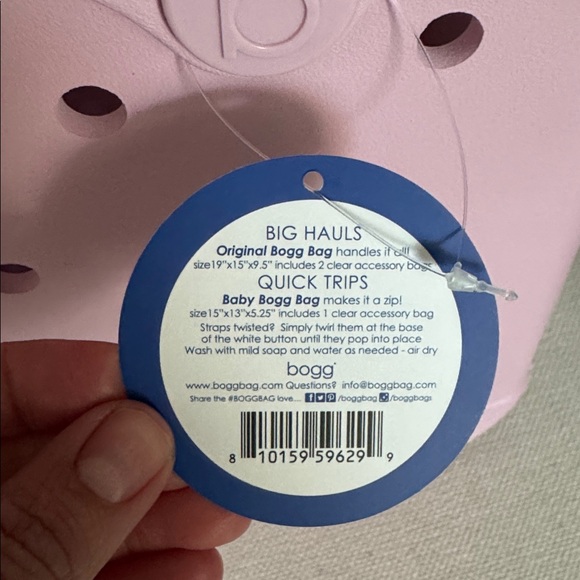 b
BIG HAULS
Original Bogg Bag handles it all!
size19"x15"x9.5" includes 2 clear accessory bags
QUICK TRIPS
Baby Bogg Bag makes it a zip!
size15"x13"x5.25" includes 1 clear accessory bag
Straps twisted? Simply twirl them at the base
of the white button until they pop into place
Wash with mild soap and water as needed - air dry
bogg
www.boggbag.com Questions? info@boggbag.com
Share the #BOGGBAG love.... /boggbag /boggbags
8 10159 59629 9